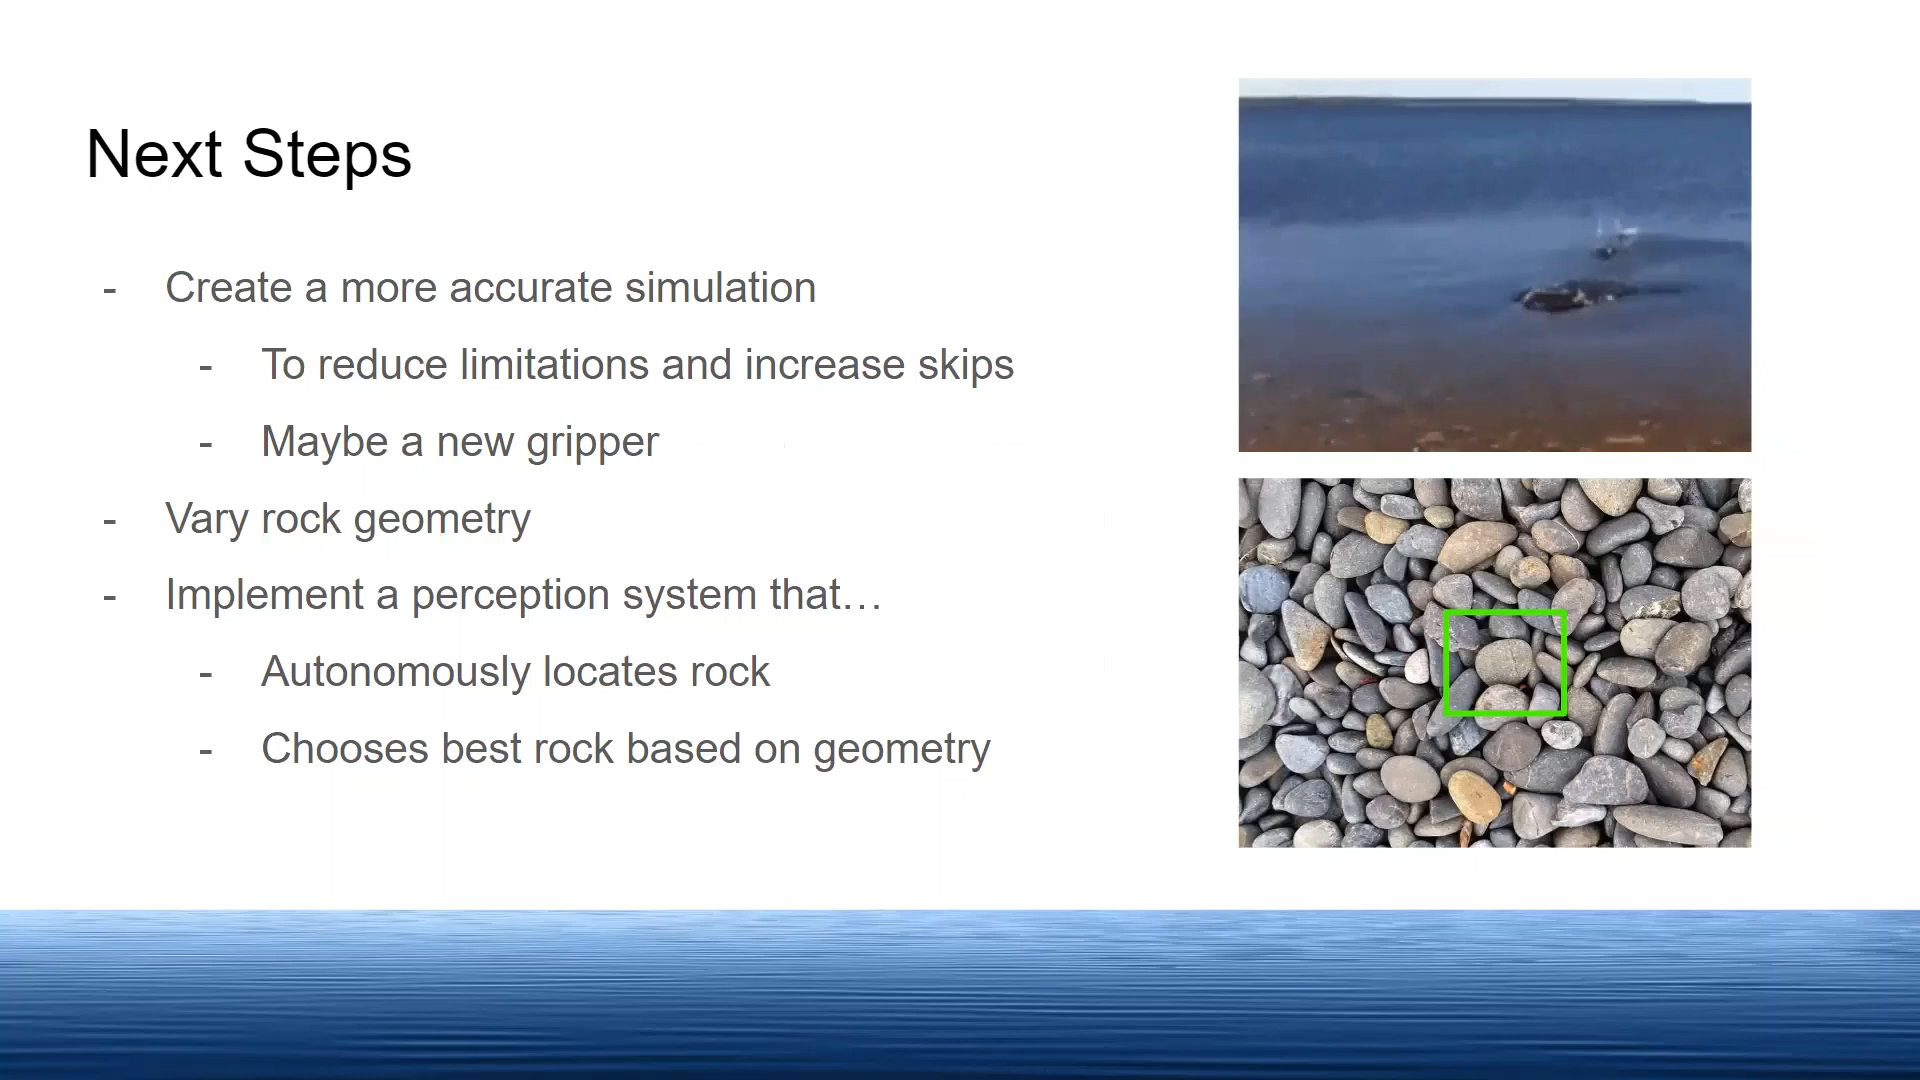 Next Steps
- Create a more accurate simulation
- To reduce limitations and increase skips
- Maybe a new gripper
- Vary rock geometry
- Implement a perception system that…
- Autonomously locates rock
- Chooses best rock based on geometry